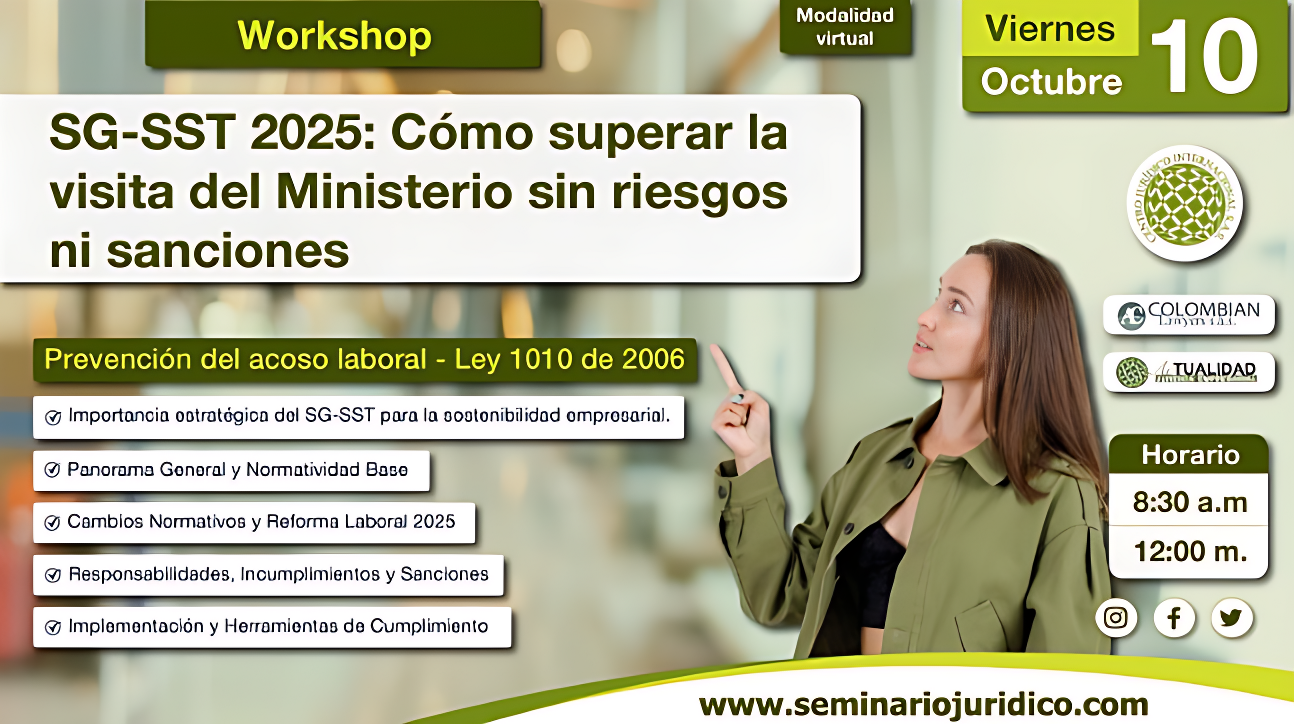 Workshop
Modalidad
virtual
Viernes
Octubre
10
SG-SST 2025: Cómo superar la
visita del Ministerio sin riesgos
ni sanciones
CENTRO JURÍDICO INTERNACIONAL S.A.S
COLOMBIAN
TUALIDAD
Prevención del acoso laboral - Ley 1010 de 2006
Importancia estratégica del SG-SST para la sostenibilidad empresarial.
Panorama General y Normatividad Base
Cambios Normativos y Reforma Laboral 2025
Responsabilidades, Incumplimientos y Sanciones
Implementación y Herramientas de Cumplimiento
Horario
8:30 a.m
12:00 m.
www.seminariojuridico.com